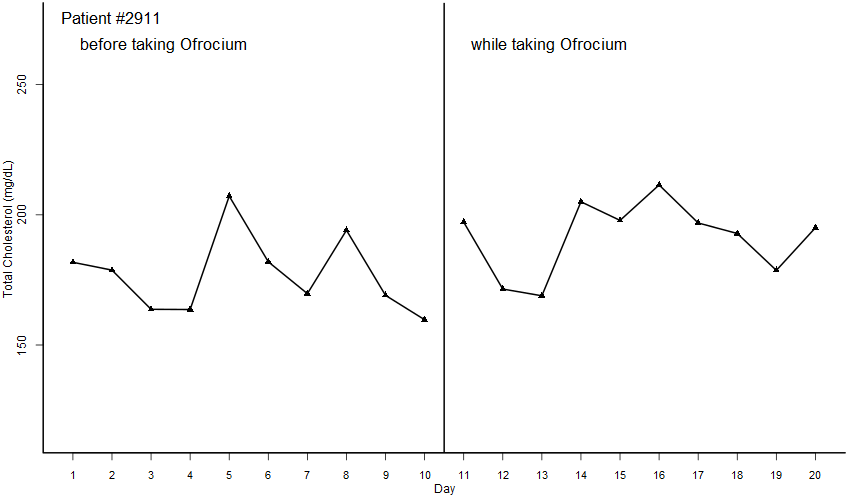 Patient #2911
before taking Ofrocium
while taking Ofrocium
Total Cholesterol (mg/dL)
250
200
150
1 2 3 4 5 6 7 8 9 10 11 12 13 14 15 16 17 18 19 20
Day